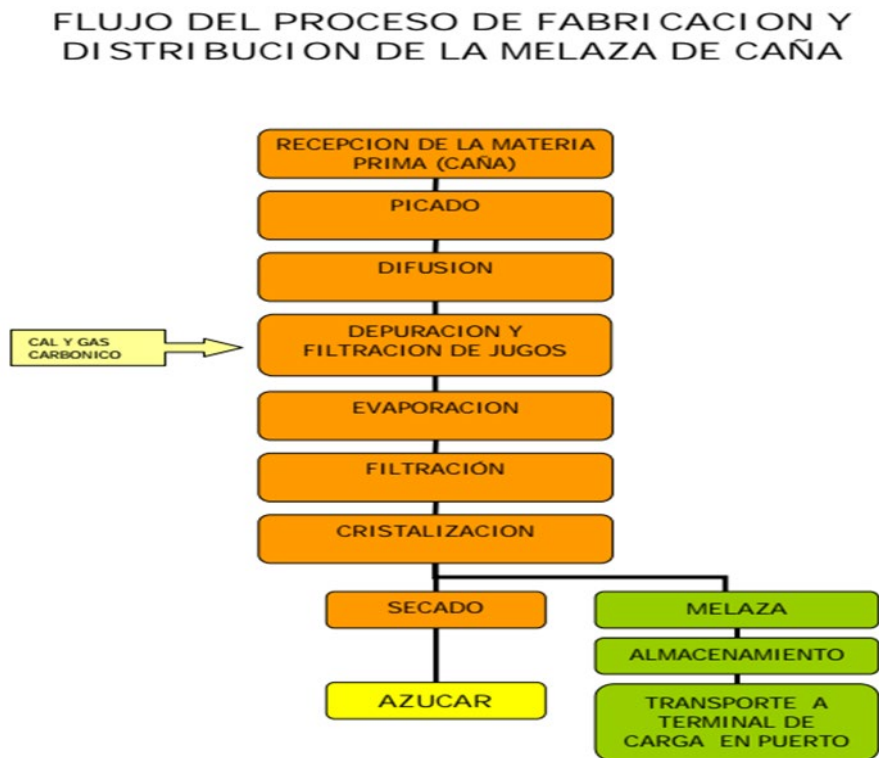 FLUJO DEL PROCESO DE FABRICACION Y
DISTRIBUCION DE LA MELAZA DE CAÑA
RECEPCION DE LA MATERIA
PRIMA (CAÑA)
PICADO
DIFUSION
CAL Y GAS
CARBONICO
DEPURACION Y
FILTRACION DE JUGOS
EVAPORACION
FILTRACIÓN
CRISTALIZACION
SECADO
MELAZA
ALMACENAMIENTO
AZUCAR
TRANSPORTE A
TERMINAL DE
CARGA EN PUERTO